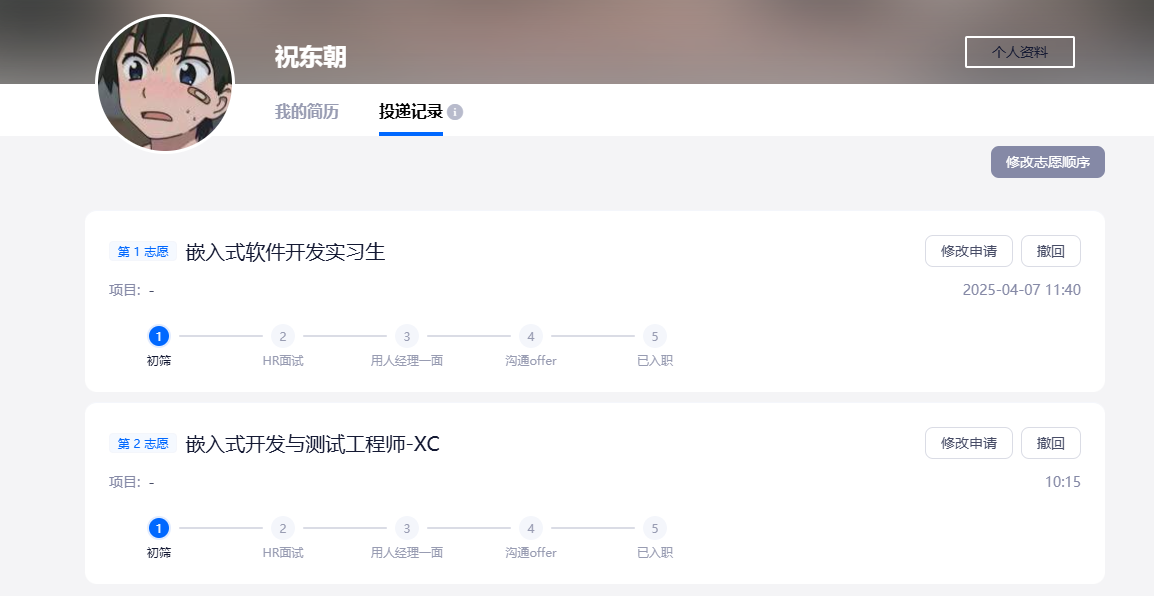 祝东朝
个人资料
我的简历
投递记录
修改志愿顺序
第 1 志愿 嵌入式软件开发实习生
修改申请 撤回
项目: -
2025-04-07 11:40
1 2 3 4 5
初筛 HR面试 用人经理一面 沟通offer 已入职
第 2 志愿 嵌入式开发与测试工程师-XC
修改申请 撤回
项目: -
10:15
1 2 3 4 5
初筛 HR面试 用人经理一面 沟通offer 已入职